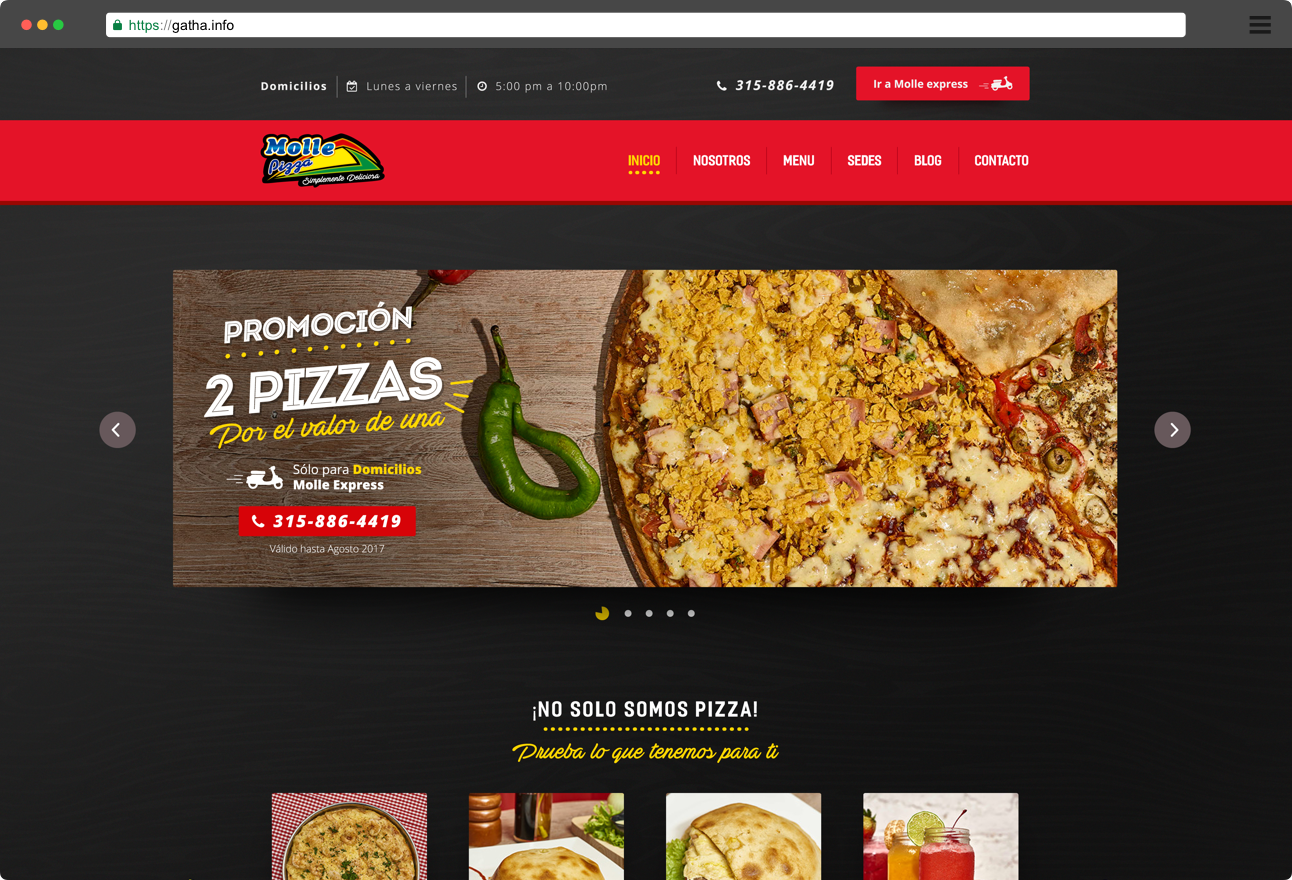 https://gatha.info
Domicilios
Lunes a viernes
5:00 pm a 10:00pm
315-886-4419
Ir a Molle express
Molle
Pizza
Simplemente Deliciosa
INICIO
NOSOTROS
MENU
SEDES
BLOG
CONTACTO
PROMOCIÓN
2 PIZZAS
Por el valor de una
Sólo para Domicilios
Molle Express
315-886-4419
Válido hasta Agosto 2017
¡NO SOLO SOMOS PIZZA!
Prueba lo que tenemos para ti